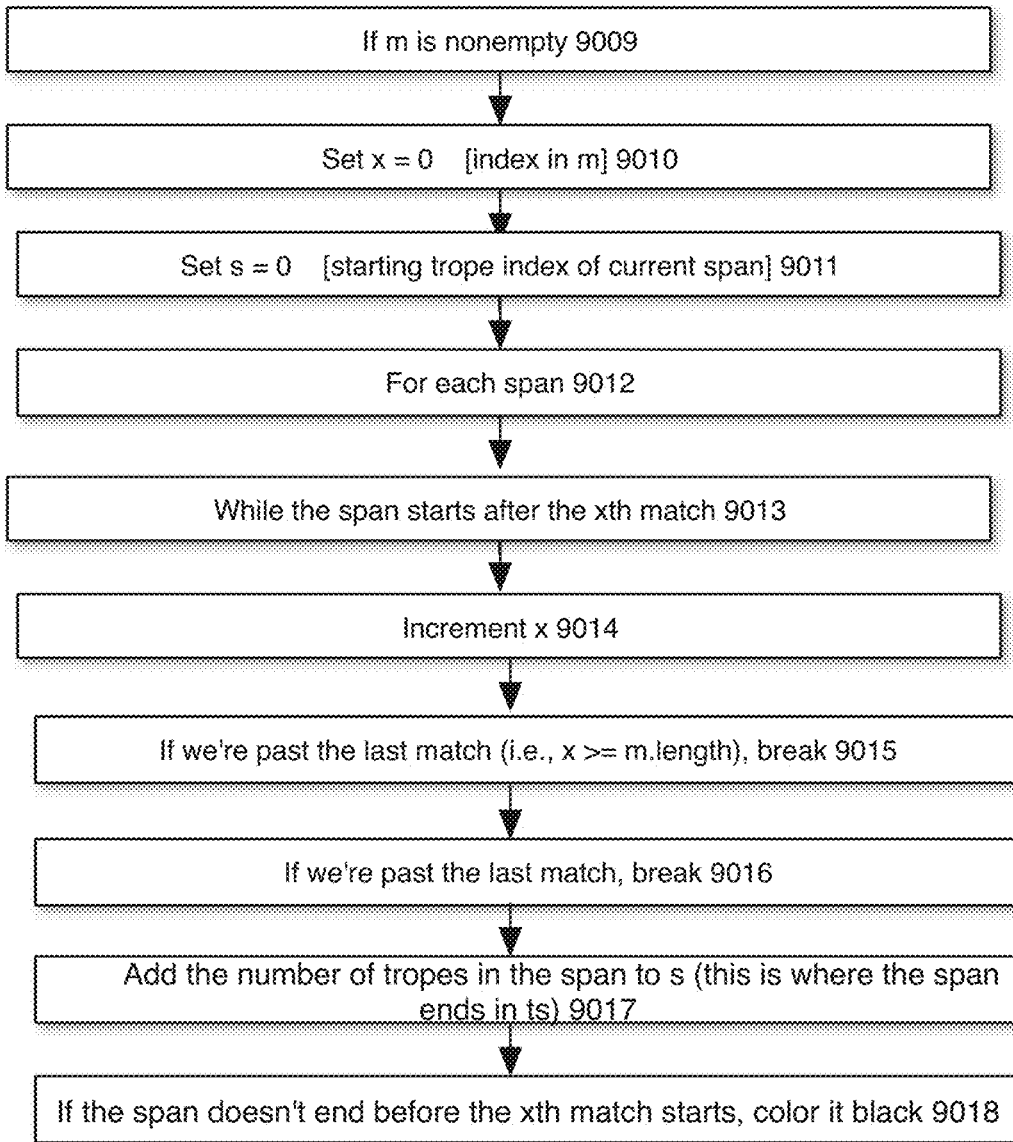 If m is nonempty 9009
Set x = 0 [index in m] 9010
Set s = 0 [starting trope index of current span] 9011
For each span 9012
While the span starts after the xth match 9013
Increment x 9014
If we're past the last match (i.e., x >= m.length), break 9015
If we're past the last match, break 9016
Add the number of tropes in the span to s (this is where the span
ends in ts) 9017
If the span doesn't end before the xth match starts, color it black 9018